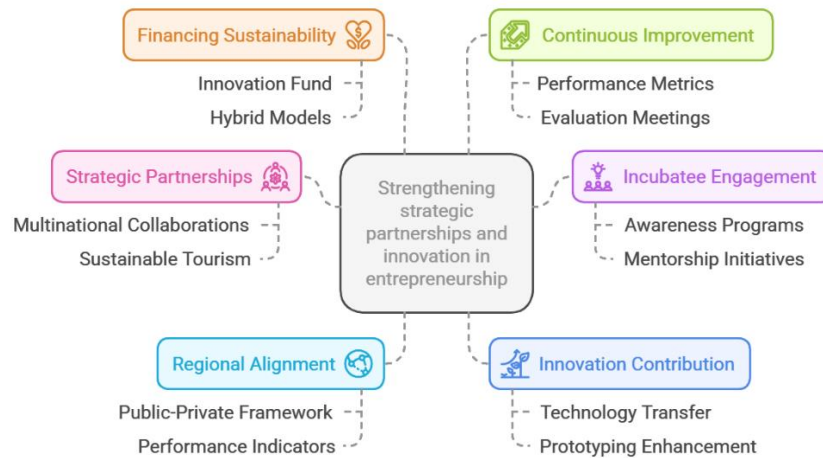 Financing Sustainability
Innovation Fund
Hybrid Models
Continuous Improvement
Performance Metrics
Evaluation Meetings
Strategic Partnerships
Multinational Collaborations
Sustainable Tourism
Strengthening
strategic
partnerships and
innovation in
entrepreneurship
Incubatee Engagement
Awareness Programs
Mentorship Initiatives
Regional Alignment
Public-Private Framework
Performance Indicators
Innovation Contribution
Technology Transfer
Prototyping Enhancement